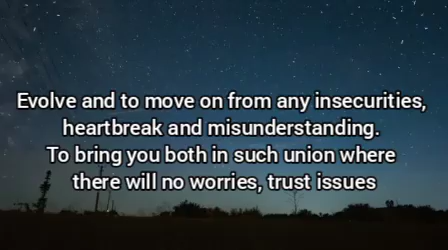 Evolve and to move on from any insecurities,
heartbreak and misunderstanding.
To bring you both in such union where
there will no worries, trust issues